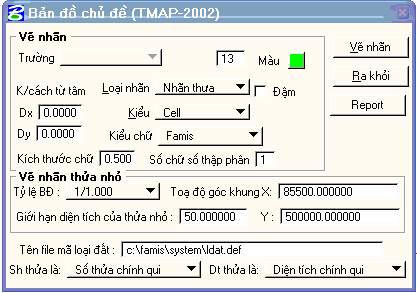 Bản đồ chủ đề (TMAP-2002)
Vẽ nhãn
Trường 13 Màu
Vẽ nhãn
K/cách từ tâm Loại nhãn Nhãn thưa Đậm
Ra khỏi
Dx 0.0000 Kiểu Cell
Report
Dy 0.0000 Kiểu chữ Famis
Kích thước chữ 0.500 Số chữ số thập phân 1
Vẽ nhãn thửa nhỏ
Tỷ lệ BĐ : 1/1.000 Toạ độ góc khung X: 85500.000000
Giới hạn diện tích của thửa nhỏ : 50.000000 Y : 500000.000000
Tên file mã loại đất : c:\famis\system\ldat.def
Sh thửa là: Số thửa chính qui Dt thửa là: Diện tích chính qui